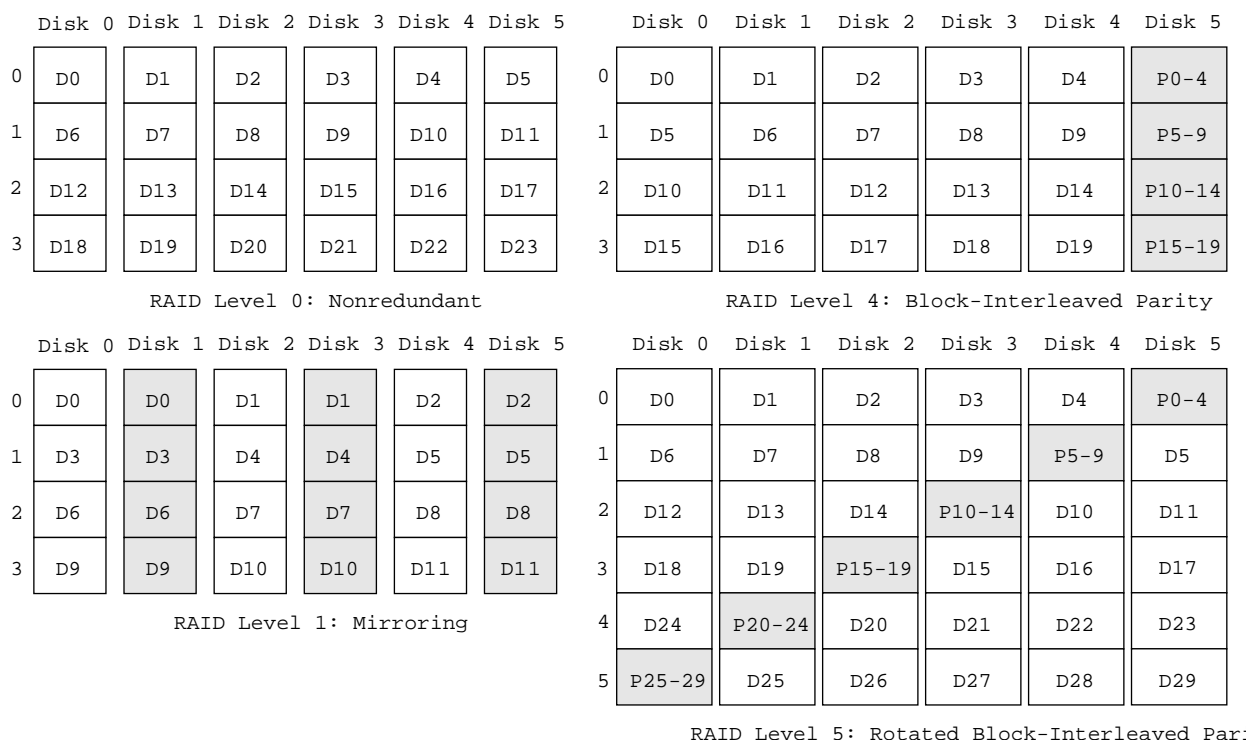 Disk 0 Disk 1 Disk 2 Disk 3 Disk 4 Disk 5
0 D0 D1 D2 D3 D4 D5
1 D6 D7 D8 D9 D10 D11
2 D12 D13 D14 D15 D16 D17
3 D18 D19 D20 D21 D22 D23
RAID Level 0: Nonredundant
Disk 0 Disk 1 Disk 2 Disk 3 Disk 4 Disk 5
0 D0 D1 D2 D3 D4 P0-4
1 D5 D6 D7 D8 D9 P5-9
2 D10 D11 D12 D13 D14 P10-14
3 D15 D16 D17 D18 D19 P15-19
RAID Level 4: Block-Interleaved Parity
Disk 0 Disk 1 Disk 2 Disk 3 Disk 4 Disk 5
0 D0 D0 D1 D1 D2 D2
1 D3 D3 D4 D4 D5 D5
2 D6 D6 D7 D7 D8 D8
3 D9 D9 D10 D10 D11 D11
RAID Level 1: Mirroring
Disk 0 Disk 1 Disk 2 Disk 3 Disk 4 Disk 5
0 D0 D1 D2 D3 D4 P0-4
1 D6 D7 D8 D9 P5-9 D5
2 D12 D13 D14 P10-14 D10 D11
3 D18 D19 P15-19 D15 D16 D17
4 D24 P20-24 D20 D21 D22 D23
5 P25-29 D25 D26 D27 D28 D29
RAID Level 5: Rotated Block-Interleaved Pari